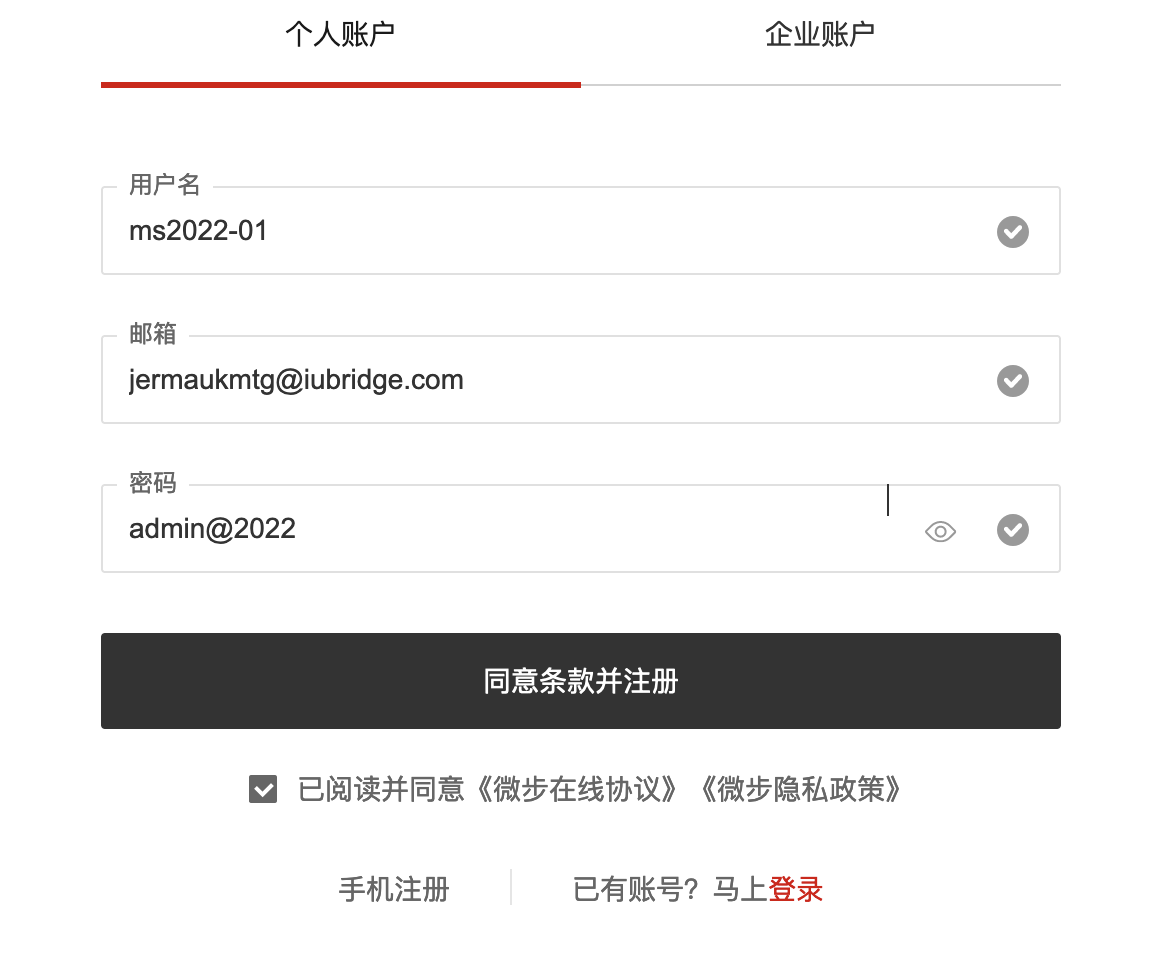 个人账户 企业账户
用户名
ms2022-01
邮箱
jermaukmtg@iubridge.com
密码
admin@2022
同意条款并注册
已阅读并同意《微步在线协议》《微步隐私政策》
手机注册 已有账号？马上登录